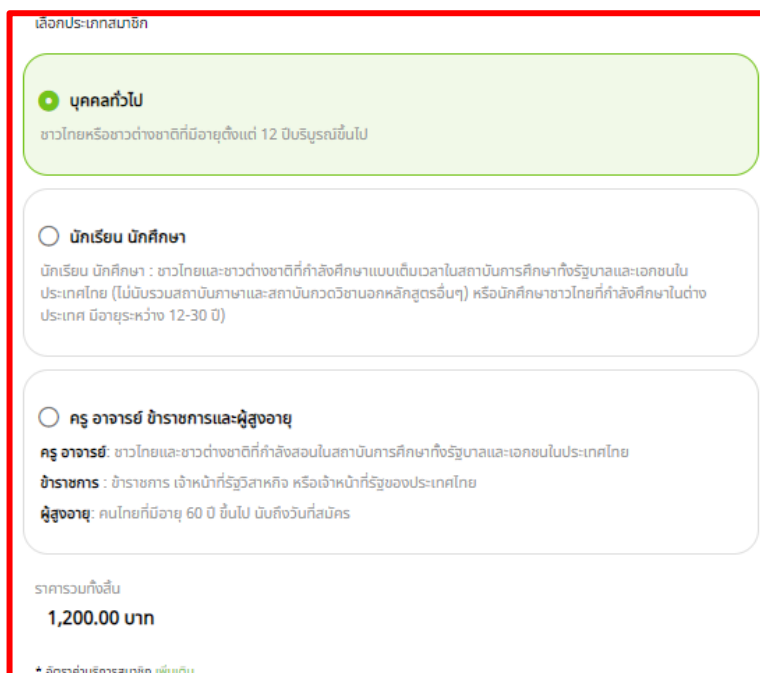 เลือกประเภทสมาชิก
บุคคลทั่วไป
ชาวไทยหรือชาวต่างชาติที่มีอายุตั้งแต่ 12 ปีบริบูรณ์ขึ้นไป
นักเรียน นักศึกษา
นักเรียน นักศึกษา : ชาวไทยและชาวต่างชาติที่กำลังศึกษาแบบเต็มเวลาในสถาบันการศึกษาทั้งรัฐบาลและเอกชนใน
ประเทศไทย (ไม่นับรวมสถาบันภาษาและสถาบันกวดวิชานอกหลักสูตรอื่นๆ) หรือนักศึกษาชาวไทยที่กำลังศึกษาในต่าง
ประเทศ มีอายุระหว่าง 12-30 ปี)
ครู อาจารย์ ข้าราชการและผู้สูงอายุ
ครู อาจารย์: ชาวไทยและชาวต่างชาติที่กำลังสอนในสถาบันการศึกษาทั้งรัฐบาลและเอกชนในประเทศไทย
ข้าราชการ : ข้าราชการ เจ้าหน้าที่รัฐวิสาหกิจ หรือเจ้าหน้าที่รัฐของประเทศไทย
ผู้สูงอายุ: คนไทยที่มีอายุ 60 ปี ขึ้นไป นับถึงวันที่สมัคร
ราคารวมทั้งสิ้น
1,200.00 บาท
* อัตราค่าบริการสมาชิก เพิ่มเติม